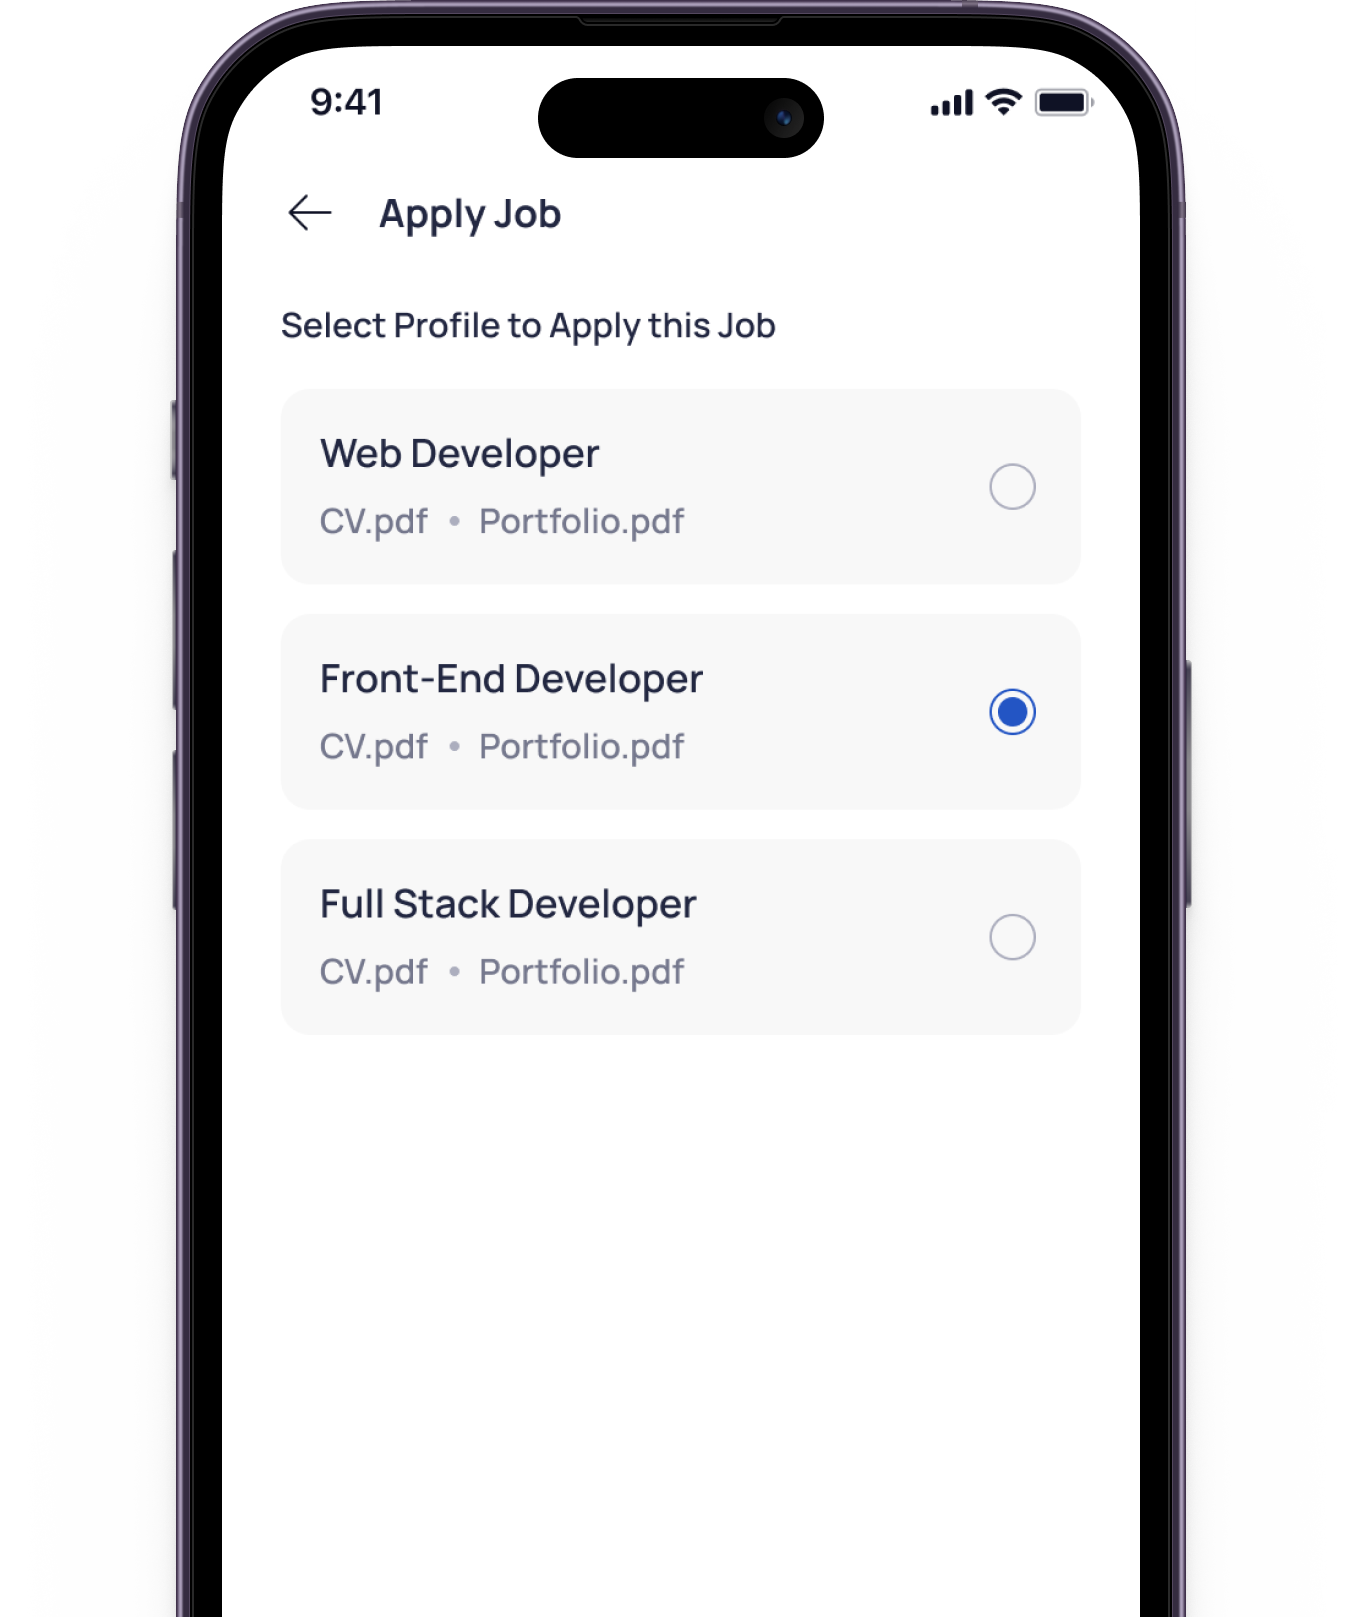 9:41
Apply Job
Select Profile to Apply this Job
Web Developer
CV.pdf • Portfolio.pdf
Front-End Developer
CV.pdf • Portfolio.pdf
Full Stack Developer
CV.pdf • Portfolio.pdf